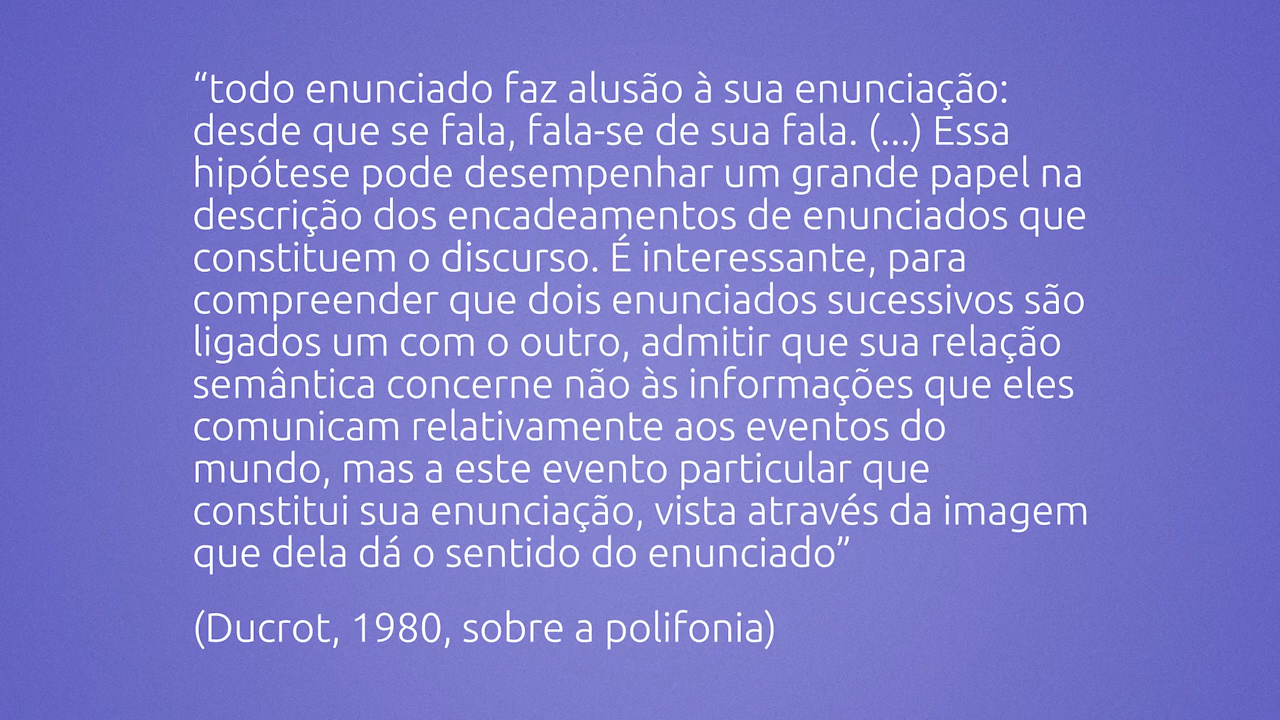 “todo enunciado faz alusão à sua enunciação:
desde que se fala, fala-se de sua fala. (...) Essa
hipótese pode desempenhar um grande papel na
descrição dos encadeamentos de enunciados que
constituem o discurso. É interessante, para
compreender que dois enunciados sucessivos são
ligados um com o outro, admitir que sua relação
semântica concerne não às informações que eles
comunicam relativamente aos eventos do
mundo, mas a este evento particular que
constitui sua enunciação, vista através da imagem
que dela dá o sentido do enunciado”
(Ducrot, 1980, sobre a polifonia)